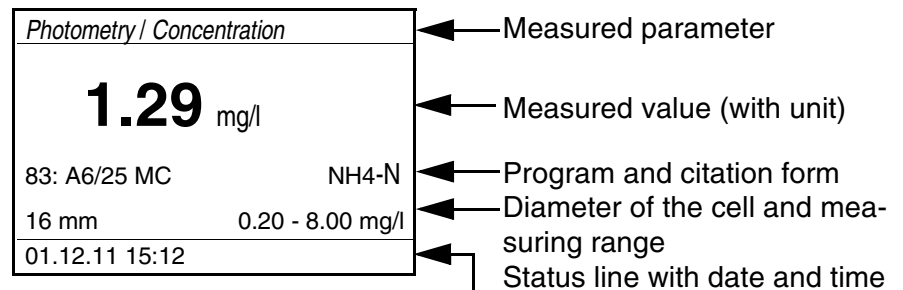 Photometry / Concentration
Measured parameter
1.29 mg/l
Measured value (with unit)
83: A6/25 MC NH4-N
Program and citation form
16 mm 0.20 - 8.00 mg/l
Diameter of the cell and mea-
suring range
01.12.11 15:12
Status line with date and time